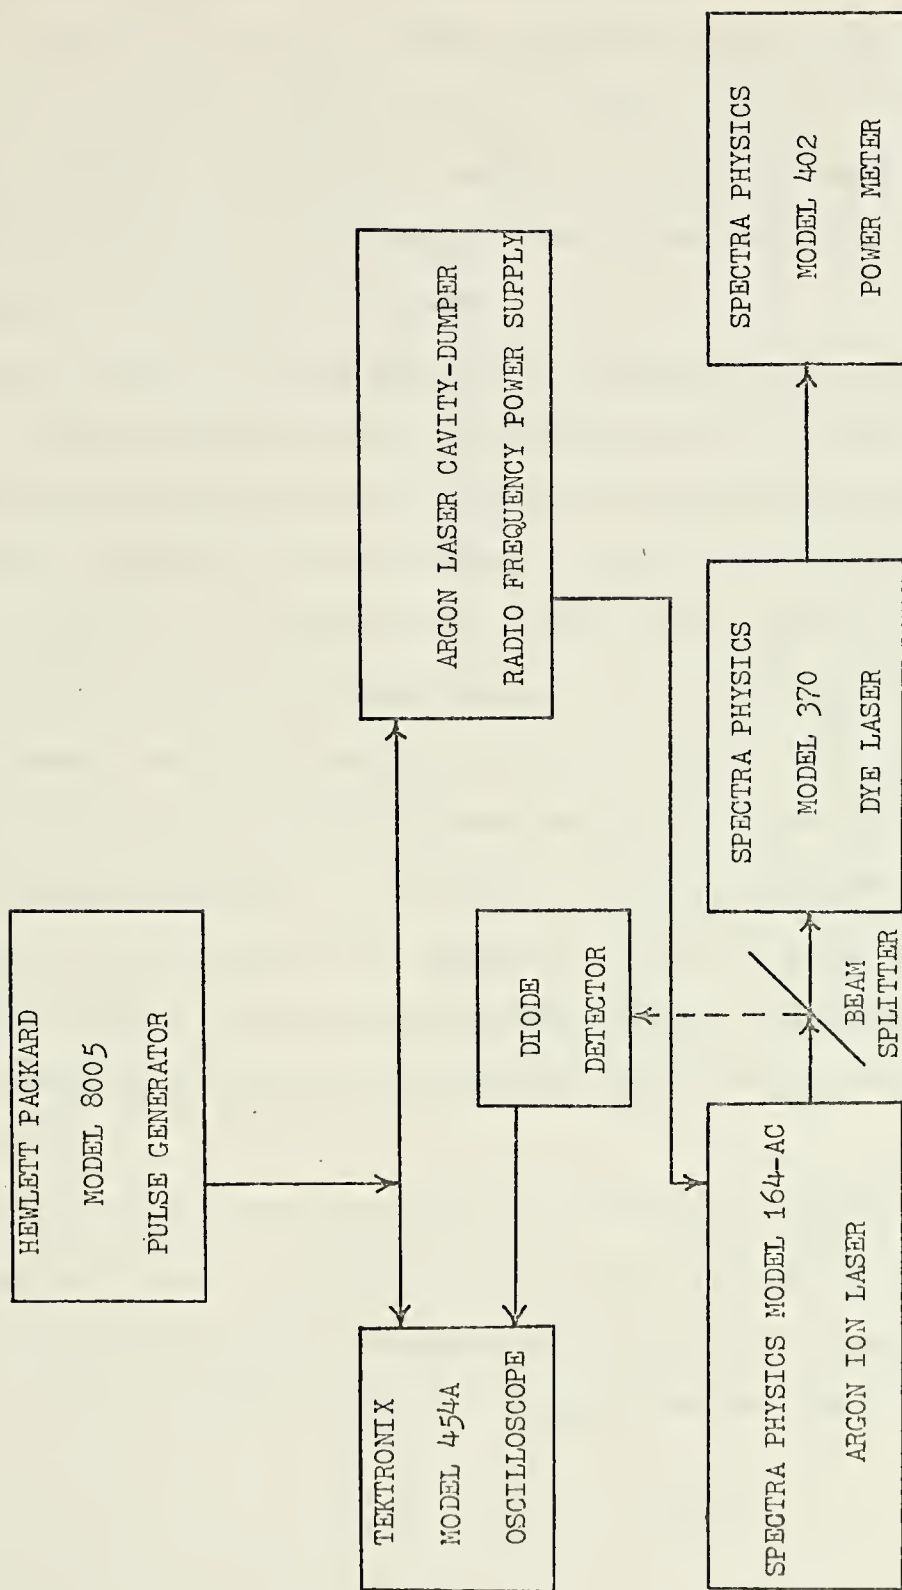 HEWLETT PACKARD
MODEL 8005
PULSE GENERATOR
TEKTRONIX
MODEL 454A
OSCILLOSCOPE
ARGON LASER CAVITY-DUMPER
RADIO FREQUENCY POWER SUPPLY
DIODE
DETECTOR
SPECTRA PHYSICS MODEL 164-AC
ARGON ION LASER
BEAM
SPLITTER
SPECTRA PHYSICS
MODEL 370
DYE LASER
SPECTRA PHYSICS
MODEL 402
POWER METER